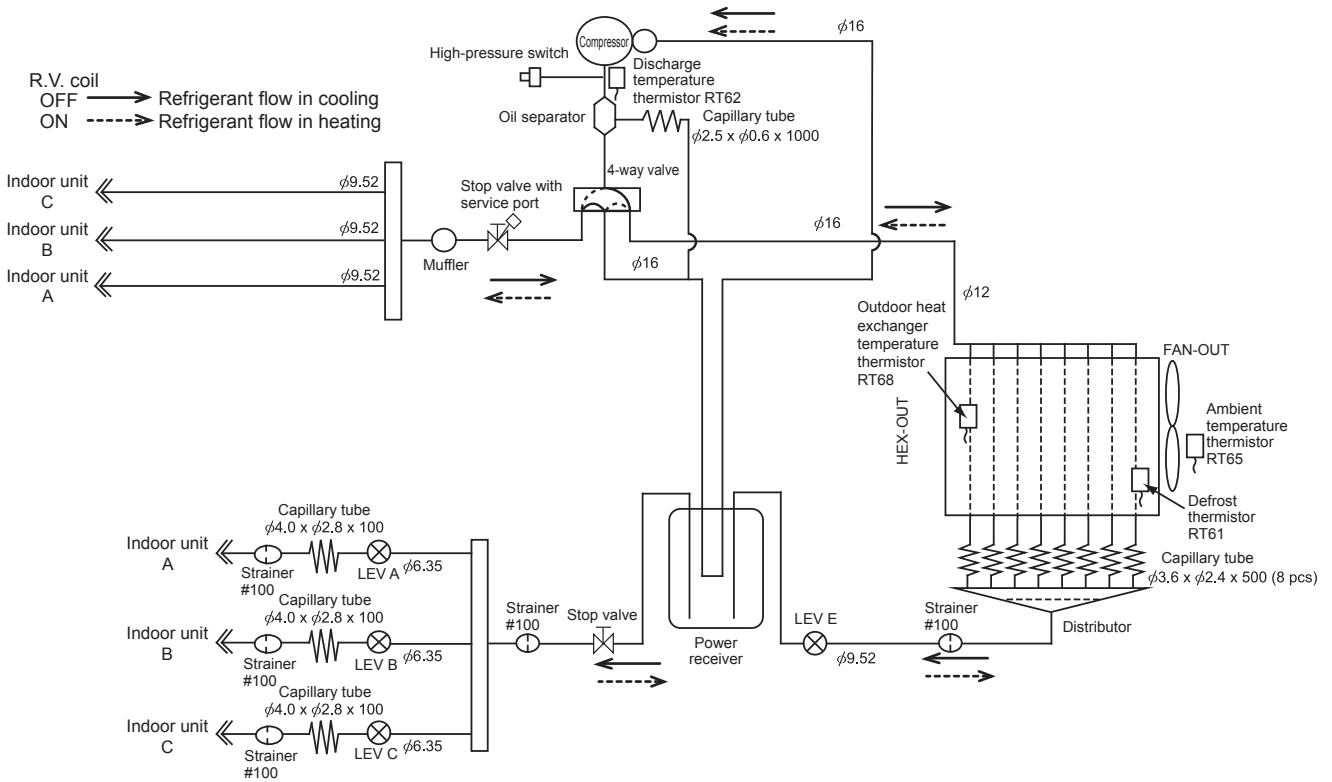 R.V. coil
OFF Refrigerant flow in cooling
ON Refrigerant flow in heating
Compressor
High-pressure switch
Discharge
temperature
thermistor RT62
Oil separator
Capillary tube
ϕ2.5 x ϕ0.6 x 1000
4-way valve
ϕ16
Indoor unit
C
ϕ9.52
Indoor unit
B
ϕ9.52
Indoor unit
A
ϕ9.52
Muffler
Stop valve with
service port
ϕ16
ϕ16
ϕ12
Outdoor heat
exchanger
temperature
thermistor
RT68
HEX-OUT
FAN-OUT
Ambient
temperature
thermistor
RT65
Defrost
thermistor
RT61
Capillary tube
ϕ3.6 x ϕ2.4 x 500 (8 pcs)
Distributor
Strainer
#100
ϕ9.52
LEV E
Power
receiver
Stop valve
Strainer
#100
Indoor unit
A
Strainer
#100
Capillary tube
ϕ4.0 x ϕ2.8 x 100
LEV A
ϕ6.35
Indoor unit
B
Strainer
#100
Capillary tube
ϕ4.0 x ϕ2.8 x 100
LEV B
ϕ6.35
Indoor unit
C
Strainer
#100
Capillary tube
ϕ4.0 x ϕ2.8 x 100
LEV C
ϕ6.35